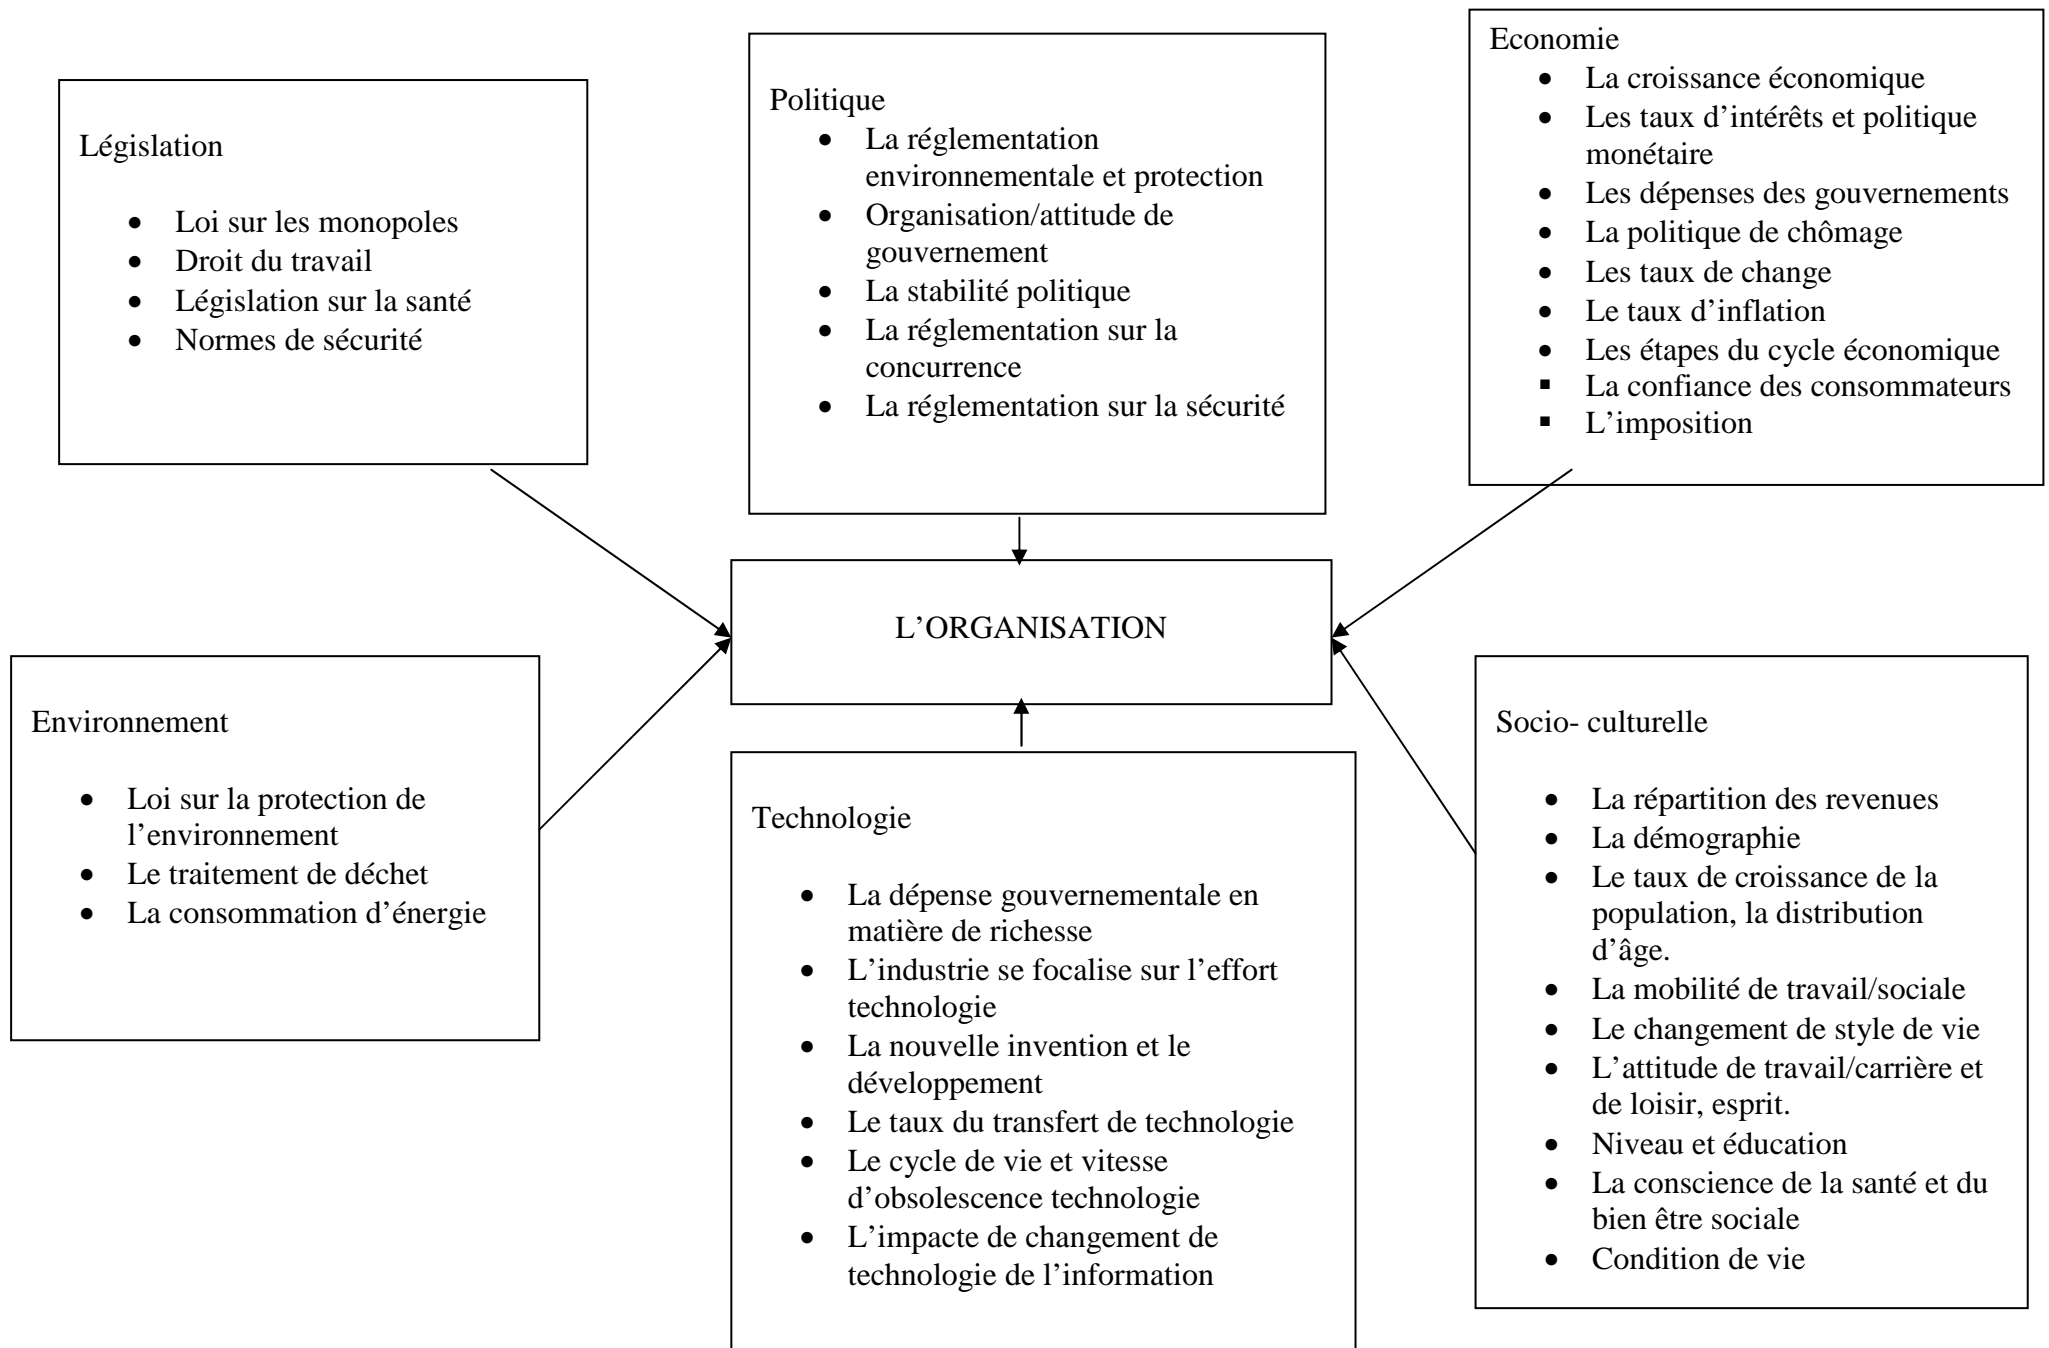 Législation
• Loi sur les monopoles
• Droit du travail
• Législation sur la santé
• Normes de sécurité
Politique
• La réglementation
environnementale et protection
• Organisation/attitude de
gouvernement
• La stabilité politique
• La réglementation sur la
concurrence
• La réglementation sur la sécurité
Economie
• La croissance économique
• Les taux d’intérêts et politique
monétaire
• Les dépenses des gouvernements
• La politique de chômage
• Les taux de change
• Le taux d’inflation
• Les étapes du cycle économique
▪ La confiance des consommateurs
▪ L’imposition
L’ORGANISATION
Environnement
• Loi sur la protection de
l’environnement
• Le traitement de déchet
• La consommation d’énergie
Technologie
• La dépense gouvernementale en
matière de richesse
• L’industrie se focalise sur l’effort
technologie
• La nouvelle invention et le
développement
• Le taux du transfert de technologie
• Le cycle de vie et vitesse
d’obsolescence technologie
• L’impacte de changement de
technologie de l’information
Socio- culturelle
• La répartition des revenues
• La démographie
• Le taux de croissance de la
population, la distribution
d’âge.
• La mobilité de travail/sociale
• Le changement de style de vie
• L’attitude de travail/carrière et
de loisir, esprit.
• Niveau et éducation
• La conscience de la santé et du
bien être sociale
• Condition de vie